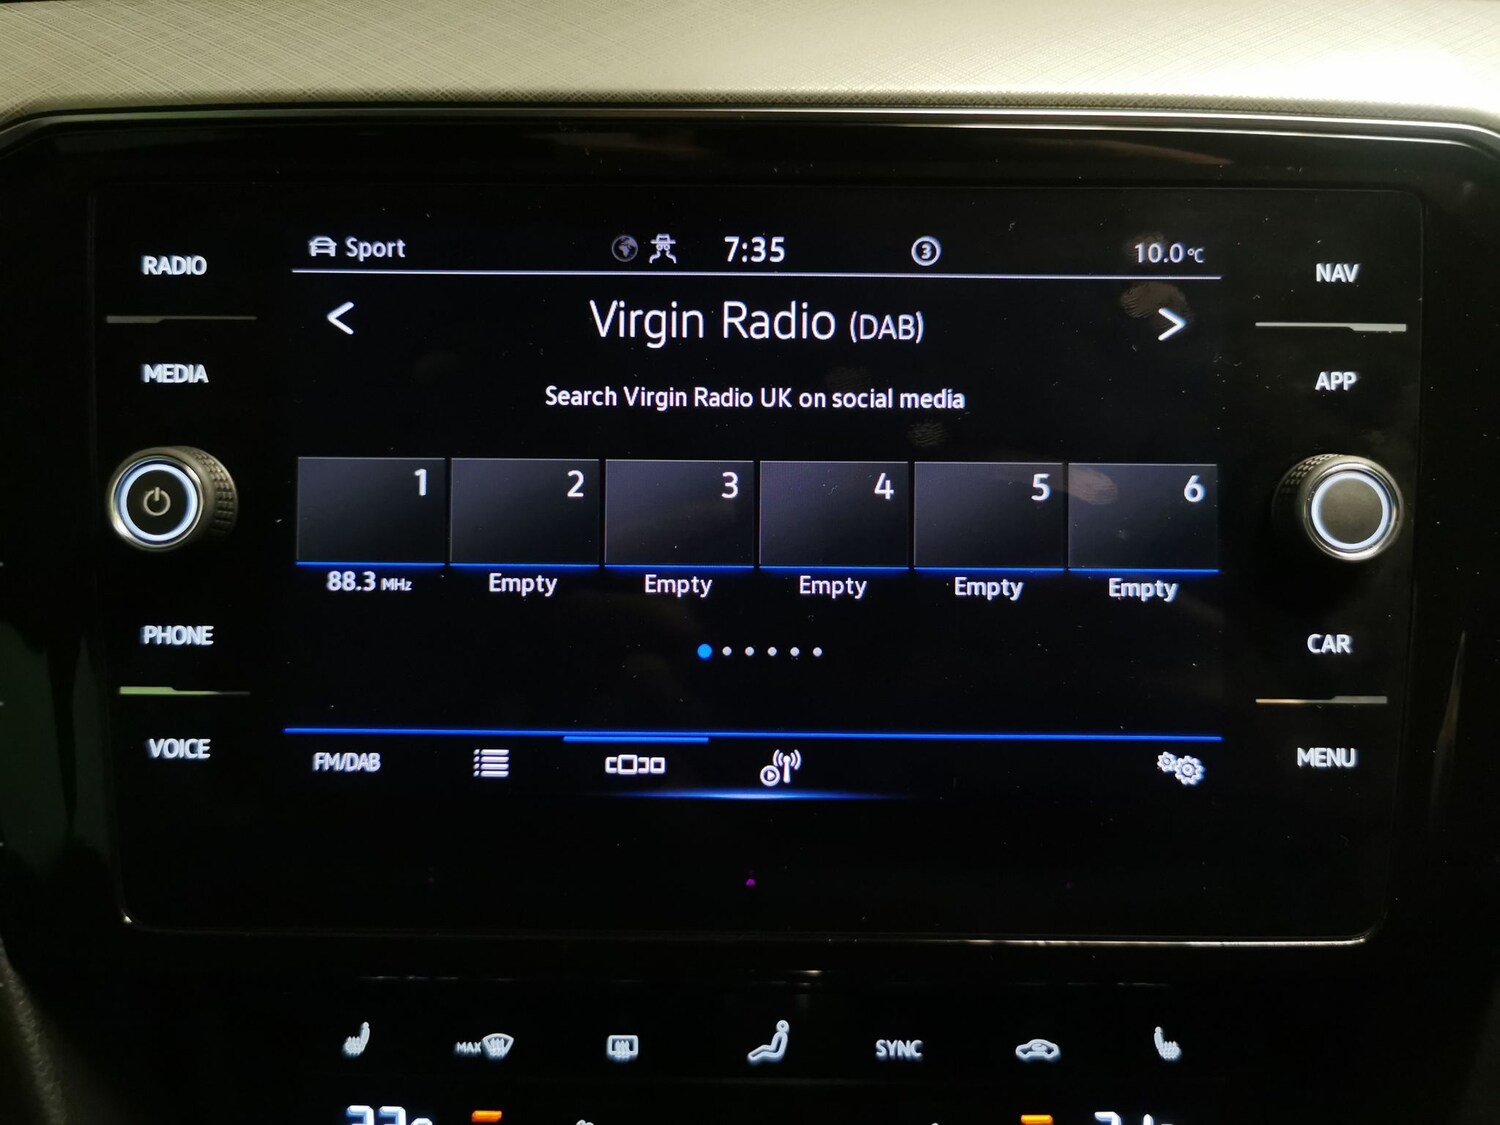 Sport 7:35 3 10.0°C
RADIO
NAV
< Virgin Radio (DAB) >
MEDIA
APP
Search Virgin Radio UK on social media
1 2 3 4 5 6
88.3 MHz Empty Empty Empty Empty Empty
PHONE
CAR
VOICE
FM/DAB
MENU
MAX
SYNC